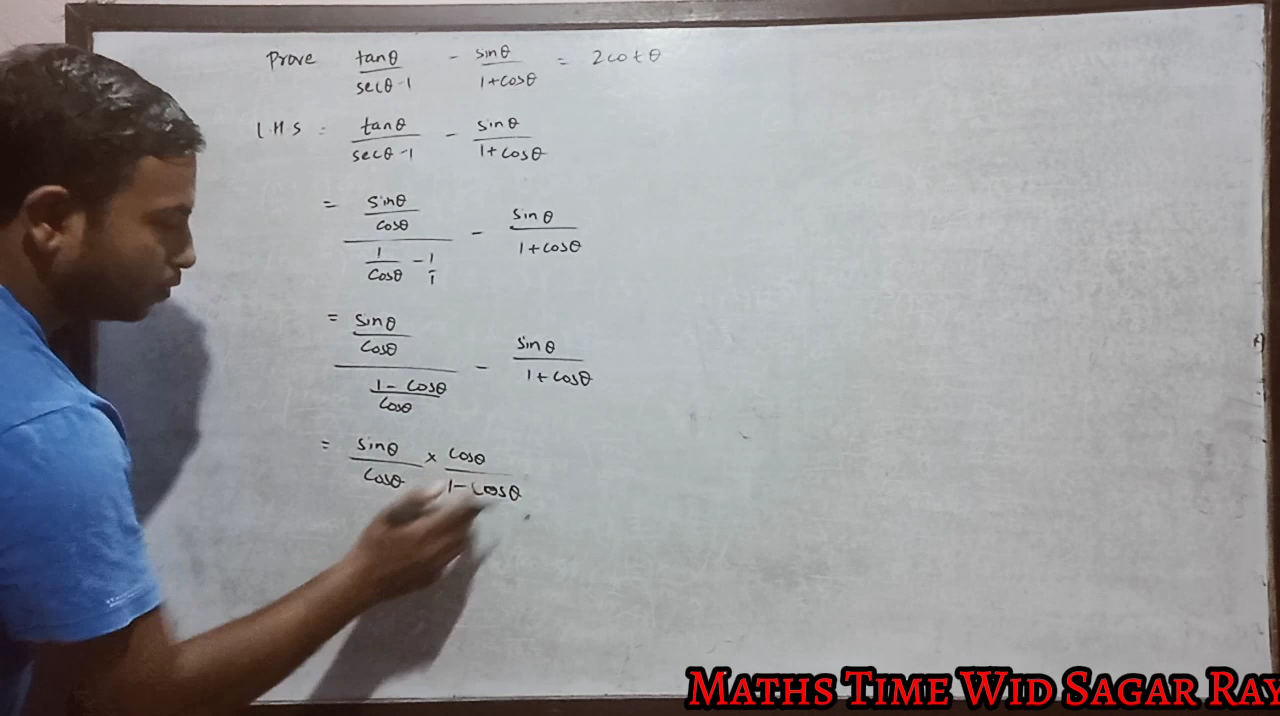 Prove tanθ/secθ-1 - sinθ/1+cosθ = 2cotθ
L.H.S = tanθ/secθ-1 - sinθ/1+cosθ
= sinθ/cosθ / 1/cosθ - 1/1 - sinθ/1+cosθ
= sinθ/cosθ / 1-cosθ/cosθ - sinθ/1+cosθ
= sinθ/cosθ × cosθ/1-cosθ
MATHS TIME WID SAGAR RAY